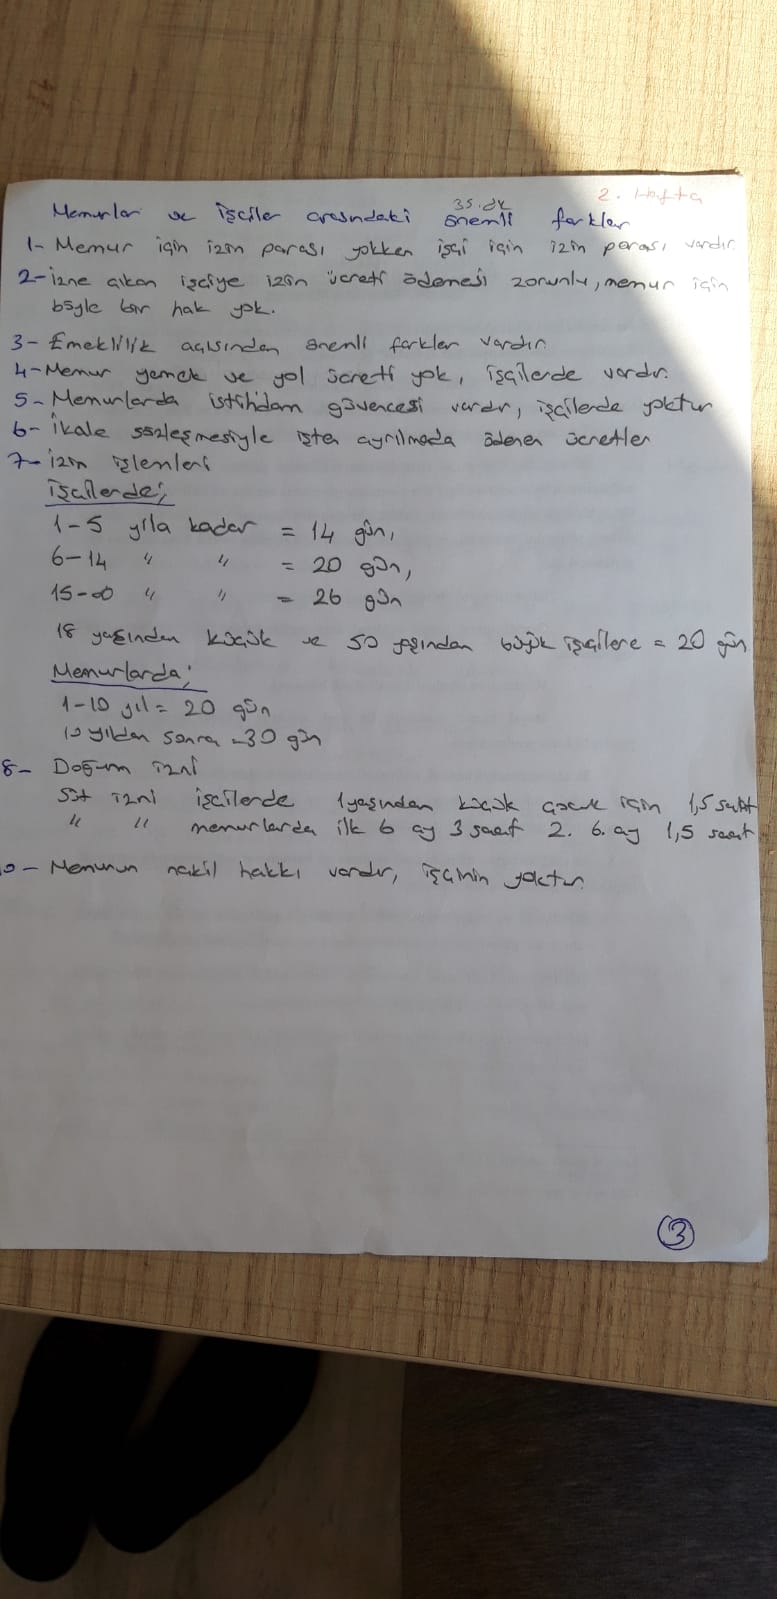 2. Hafta
35.dk
Memurlar ve İşçiler arasındaki önemli farklar
1- Memur için izin parası yokken işçi için izin parası vardır.
2- İzne çıkan işçiye izin ücreti ödemesi zorunlu, memur için
böyle bir hak yok.
3- Emeklilik açısından önemli farklar vardır.
4- Memur yemek ve yol ücreti yok, işçilerde vardır.
5- Memurlarda istihdam güvencesi vardır, işçilerde yoktur
6- İkale sözleşmesiyle işten ayrılmada ödenen ücretler
7- İzin işlemleri
İşçilerde;
1-5 yıla kadar = 14 gün,
6-14 " " = 20 gün,
15-∞ " " = 26 gün
18 yaşından küçük ve 50 yaşından büyük işçilere = 20 gün
Memurlarda;
1-10 yıl = 20 gün
10 yıldan sonra = 30 gün
8- Doğum izni
Süt izni işçilerde 1 yaşından küçük çocuk için 1,5 saat
" " memurlarda ilk 6 ay 3 saat 2. 6. ay 1,5 saat
10- Memurun nakil hakkı vardır, işçinin yoktur.
3